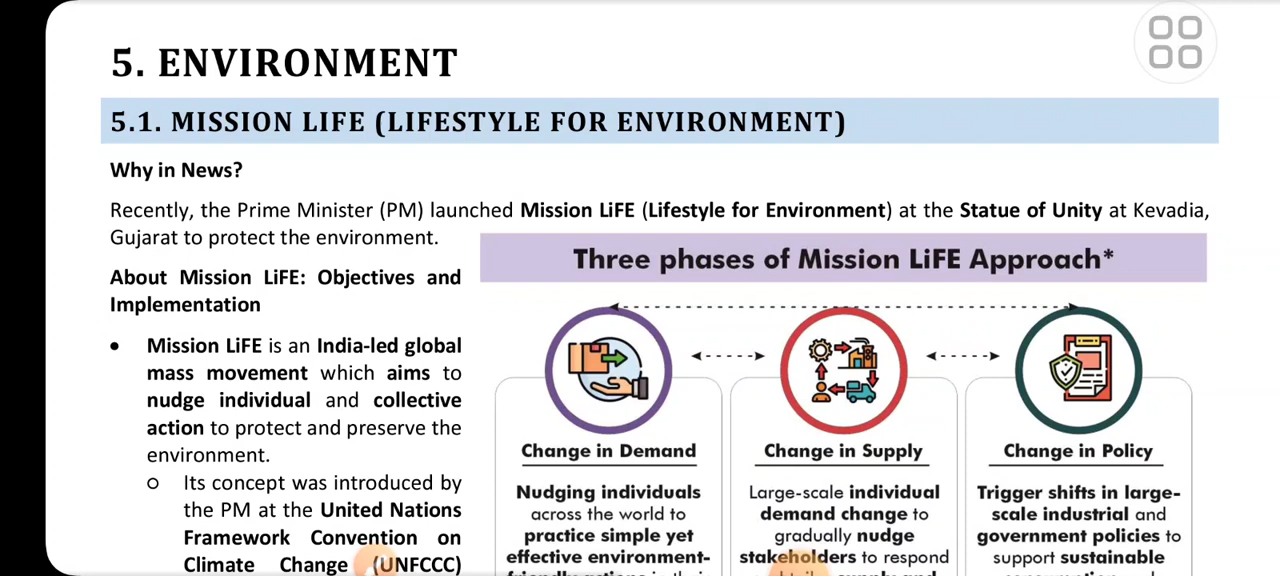 5. ENVIRONMENT
5.1. MISSION LIFE (LIFESTYLE FOR ENVIRONMENT)
Why in News?
Recently, the Prime Minister (PM) launched Mission LiFE (Lifestyle for Environment) at the Statue of Unity at Kevadia,
Gujarat to protect the environment.
About Mission LiFE: Objectives and
Implementation
• Mission LiFE is an India-led global
mass movement which aims to
nudge individual and collective
action to protect and preserve the
environment.
o Its concept was introduced by
the PM at the United Nations
Framework Convention on
Climate Change (UNFCCC)
Three phases of Mission LiFE Approach*
Change in Demand
Nudging individuals
across the world to
practice simple yet
effective environment-
Change in Supply
Large-scale individual
demand change to
gradually nudge
stakeholders to respond
Change in Policy
Trigger shifts in large-
scale industrial and
government policies to
support sustainable